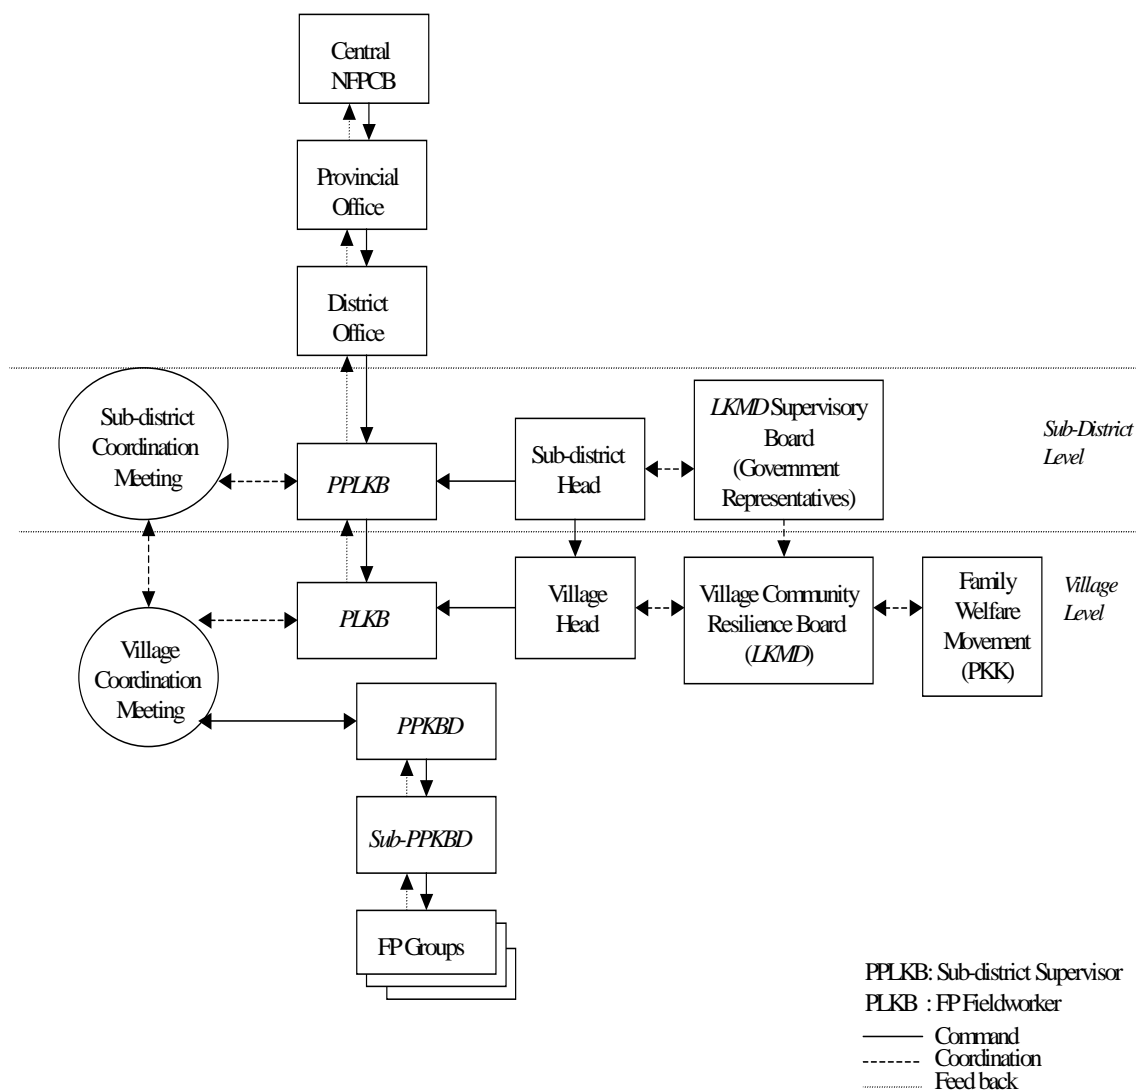 Central
NFPCB
Provincial
Office
District
Office
Sub-district
Coordination
Meeting
PPLKB
Sub-district
Head
LKMD Supervisory
Board
(Government
Representatives)
Sub-District
Level
Village
Coordination
Meeting
PLKB
Village
Head
Village Community
Resilience Board
(LKMD)
Family
Welfare
Movement
(PKK)
Village
Level
PPKBD
Sub-PPKBD
FP Groups
PPLKB: Sub-district Supervisor
PLKB : FP Fieldworker
Command
Coordination
Feed back